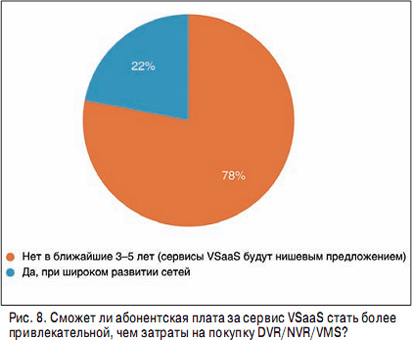 22%
78%
Нет в ближайшие 3–5 лет (сервисы VSaaS будут нишевым предложением)
Да, при широком развитии сетей
Рис. 8. Сможет ли абонентская плата за сервис VSaaS стать более
привлекательной, чем затраты на покупку DVR/NVR/VMS?